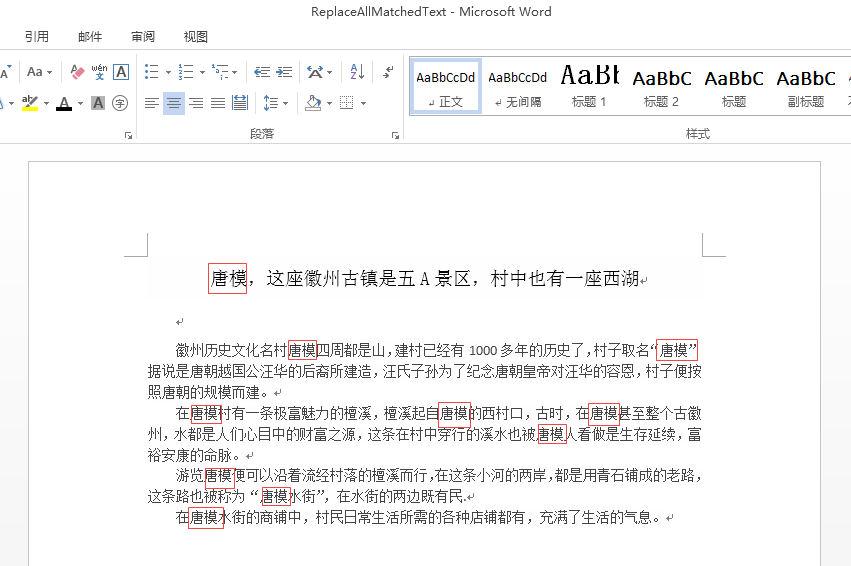 ReplaceAllMatchedText - Microsoft Word
引用 邮件 审阅 视图
Aa wén 文 A A Z
AaBbCcDd AaBbCcDd AaBb AaBbC AaBbC AaBbC
↲ 正文 ↲ 无间隔 标题 1 标题 2 标题 副标题
ab A A 字
段落 样式
唐模，这座徽州古镇是五 A 景区，村中也有一座西湖↵
↵
徽州历史文化名村唐模四周都是山，建村已经有 1000 多年的历史了，村子取名“唐模”
据说是唐朝越国公汪华的后裔所建造，汪氏子孙为了纪念唐朝皇帝对汪华的容恩，村子便按
照唐朝的规模而建。↵
在唐模村有一条极富魅力的檀溪，檀溪起自唐模的西村口，古时，在唐模甚至整个古徽
州，水都是人们心目中的财富之源，这条在村中穿行的溪水也被唐模人看做是生存延续，富
裕安康的命脉。↵
游览唐模便可以沿着流经村落的檀溪而行，在这条小河的两岸，都是用青石铺成的老路，
这条路也被称为“唐模水街”，在水街的两边既有民.↵
在唐模水街的商铺中，村民日常生活所需的各种店铺都有，充满了生活的气息。↵